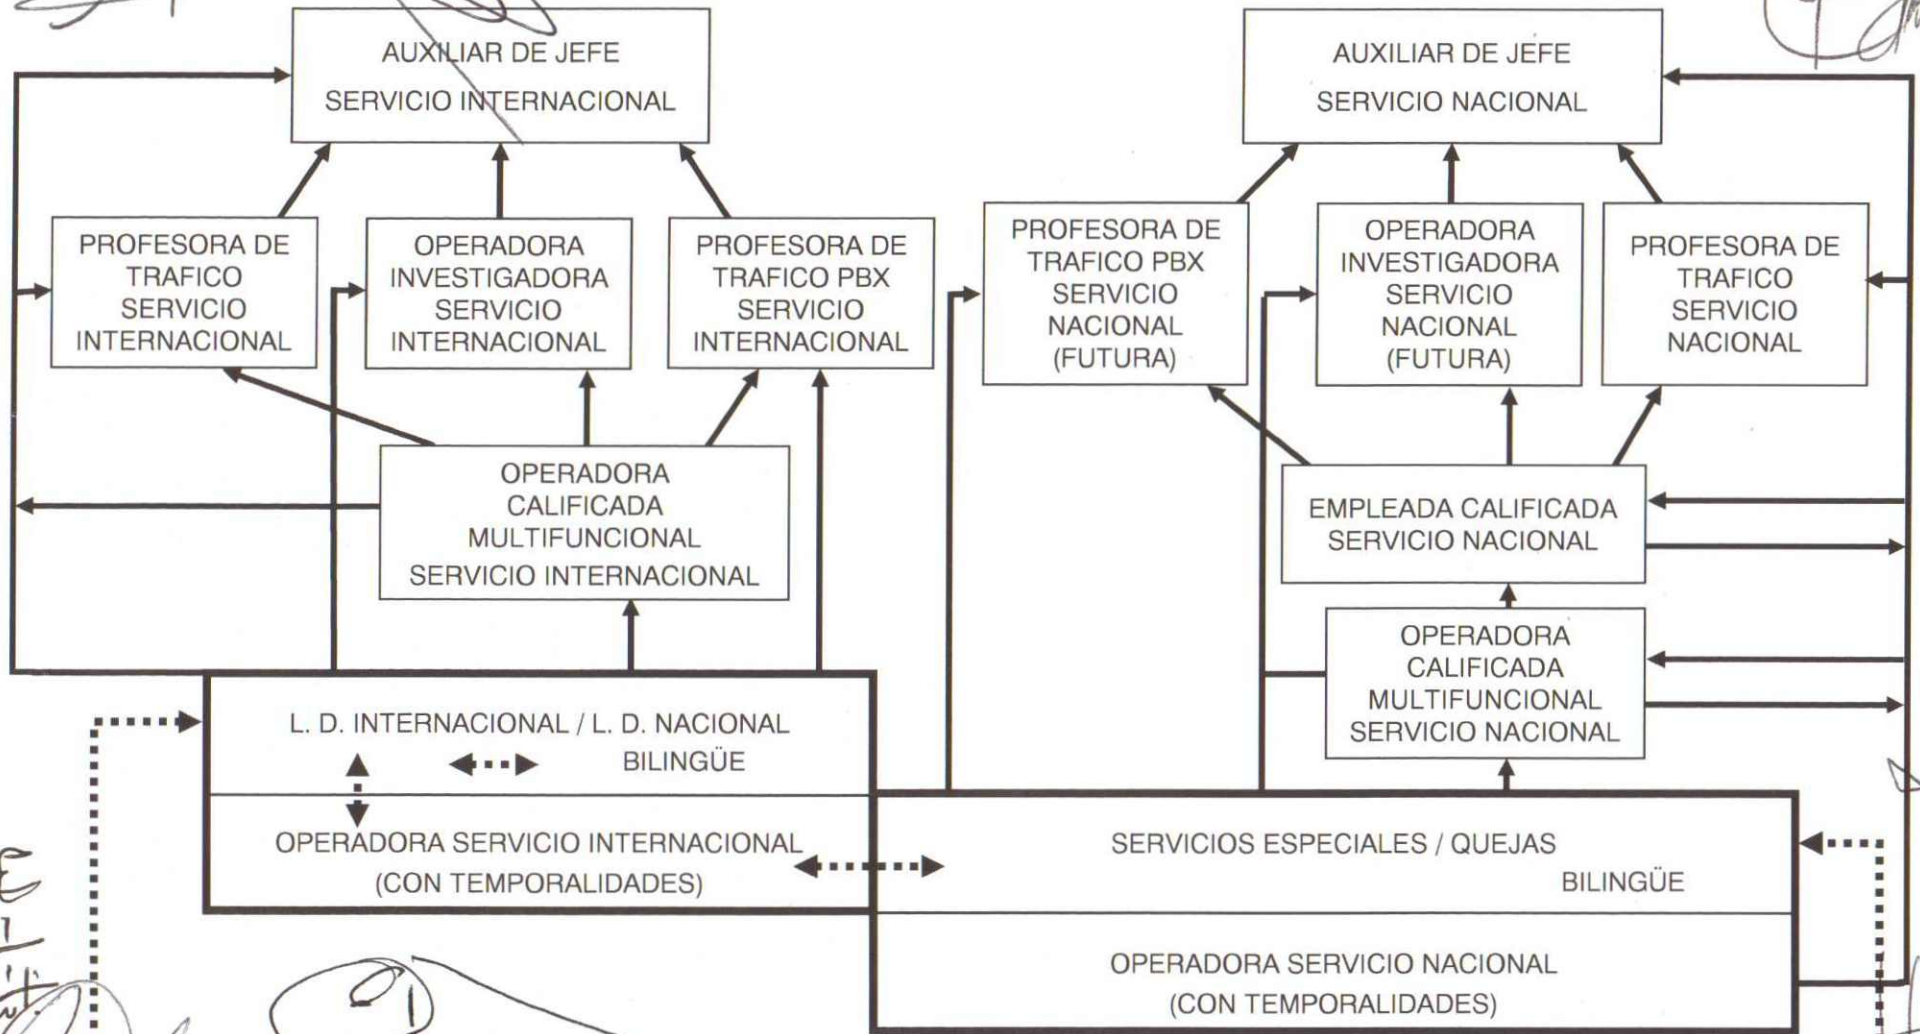 AUXILIAR DE JEFE
SERVICIO INTERNACIONAL
AUXILIAR DE JEFE
SERVICIO NACIONAL
PROFESORA DE
TRAFICO
SERVICIO
INTERNACIONAL
OPERADORA
INVESTIGADORA
SERVICIO
INTERNACIONAL
PROFESORA DE
TRAFICO PBX
SERVICIO
INTERNACIONAL
PROFESORA DE
TRAFICO PBX
SERVICIO
NACIONAL
(FUTURA)
OPERADORA
INVESTIGADORA
SERVICIO
NACIONAL
(FUTURA)
PROFESORA DE
TRAFICO
SERVICIO
NACIONAL
OPERADORA
CALIFICADA
MULTIFUNCIONAL
SERVICIO INTERNACIONAL
EMPLEADA CALIFICADA
SERVICIO NACIONAL
OPERADORA
CALIFICADA
MULTIFUNCIONAL
SERVICIO NACIONAL
L. D. INTERNACIONAL / L. D. NACIONAL
BILINGÜE
OPERADORA SERVICIO INTERNACIONAL
(CON TEMPORALIDADES)
SERVICIOS ESPECIALES / QUEJAS
BILINGÜE
OPERADORA SERVICIO NACIONAL
(CON TEMPORALIDADES)